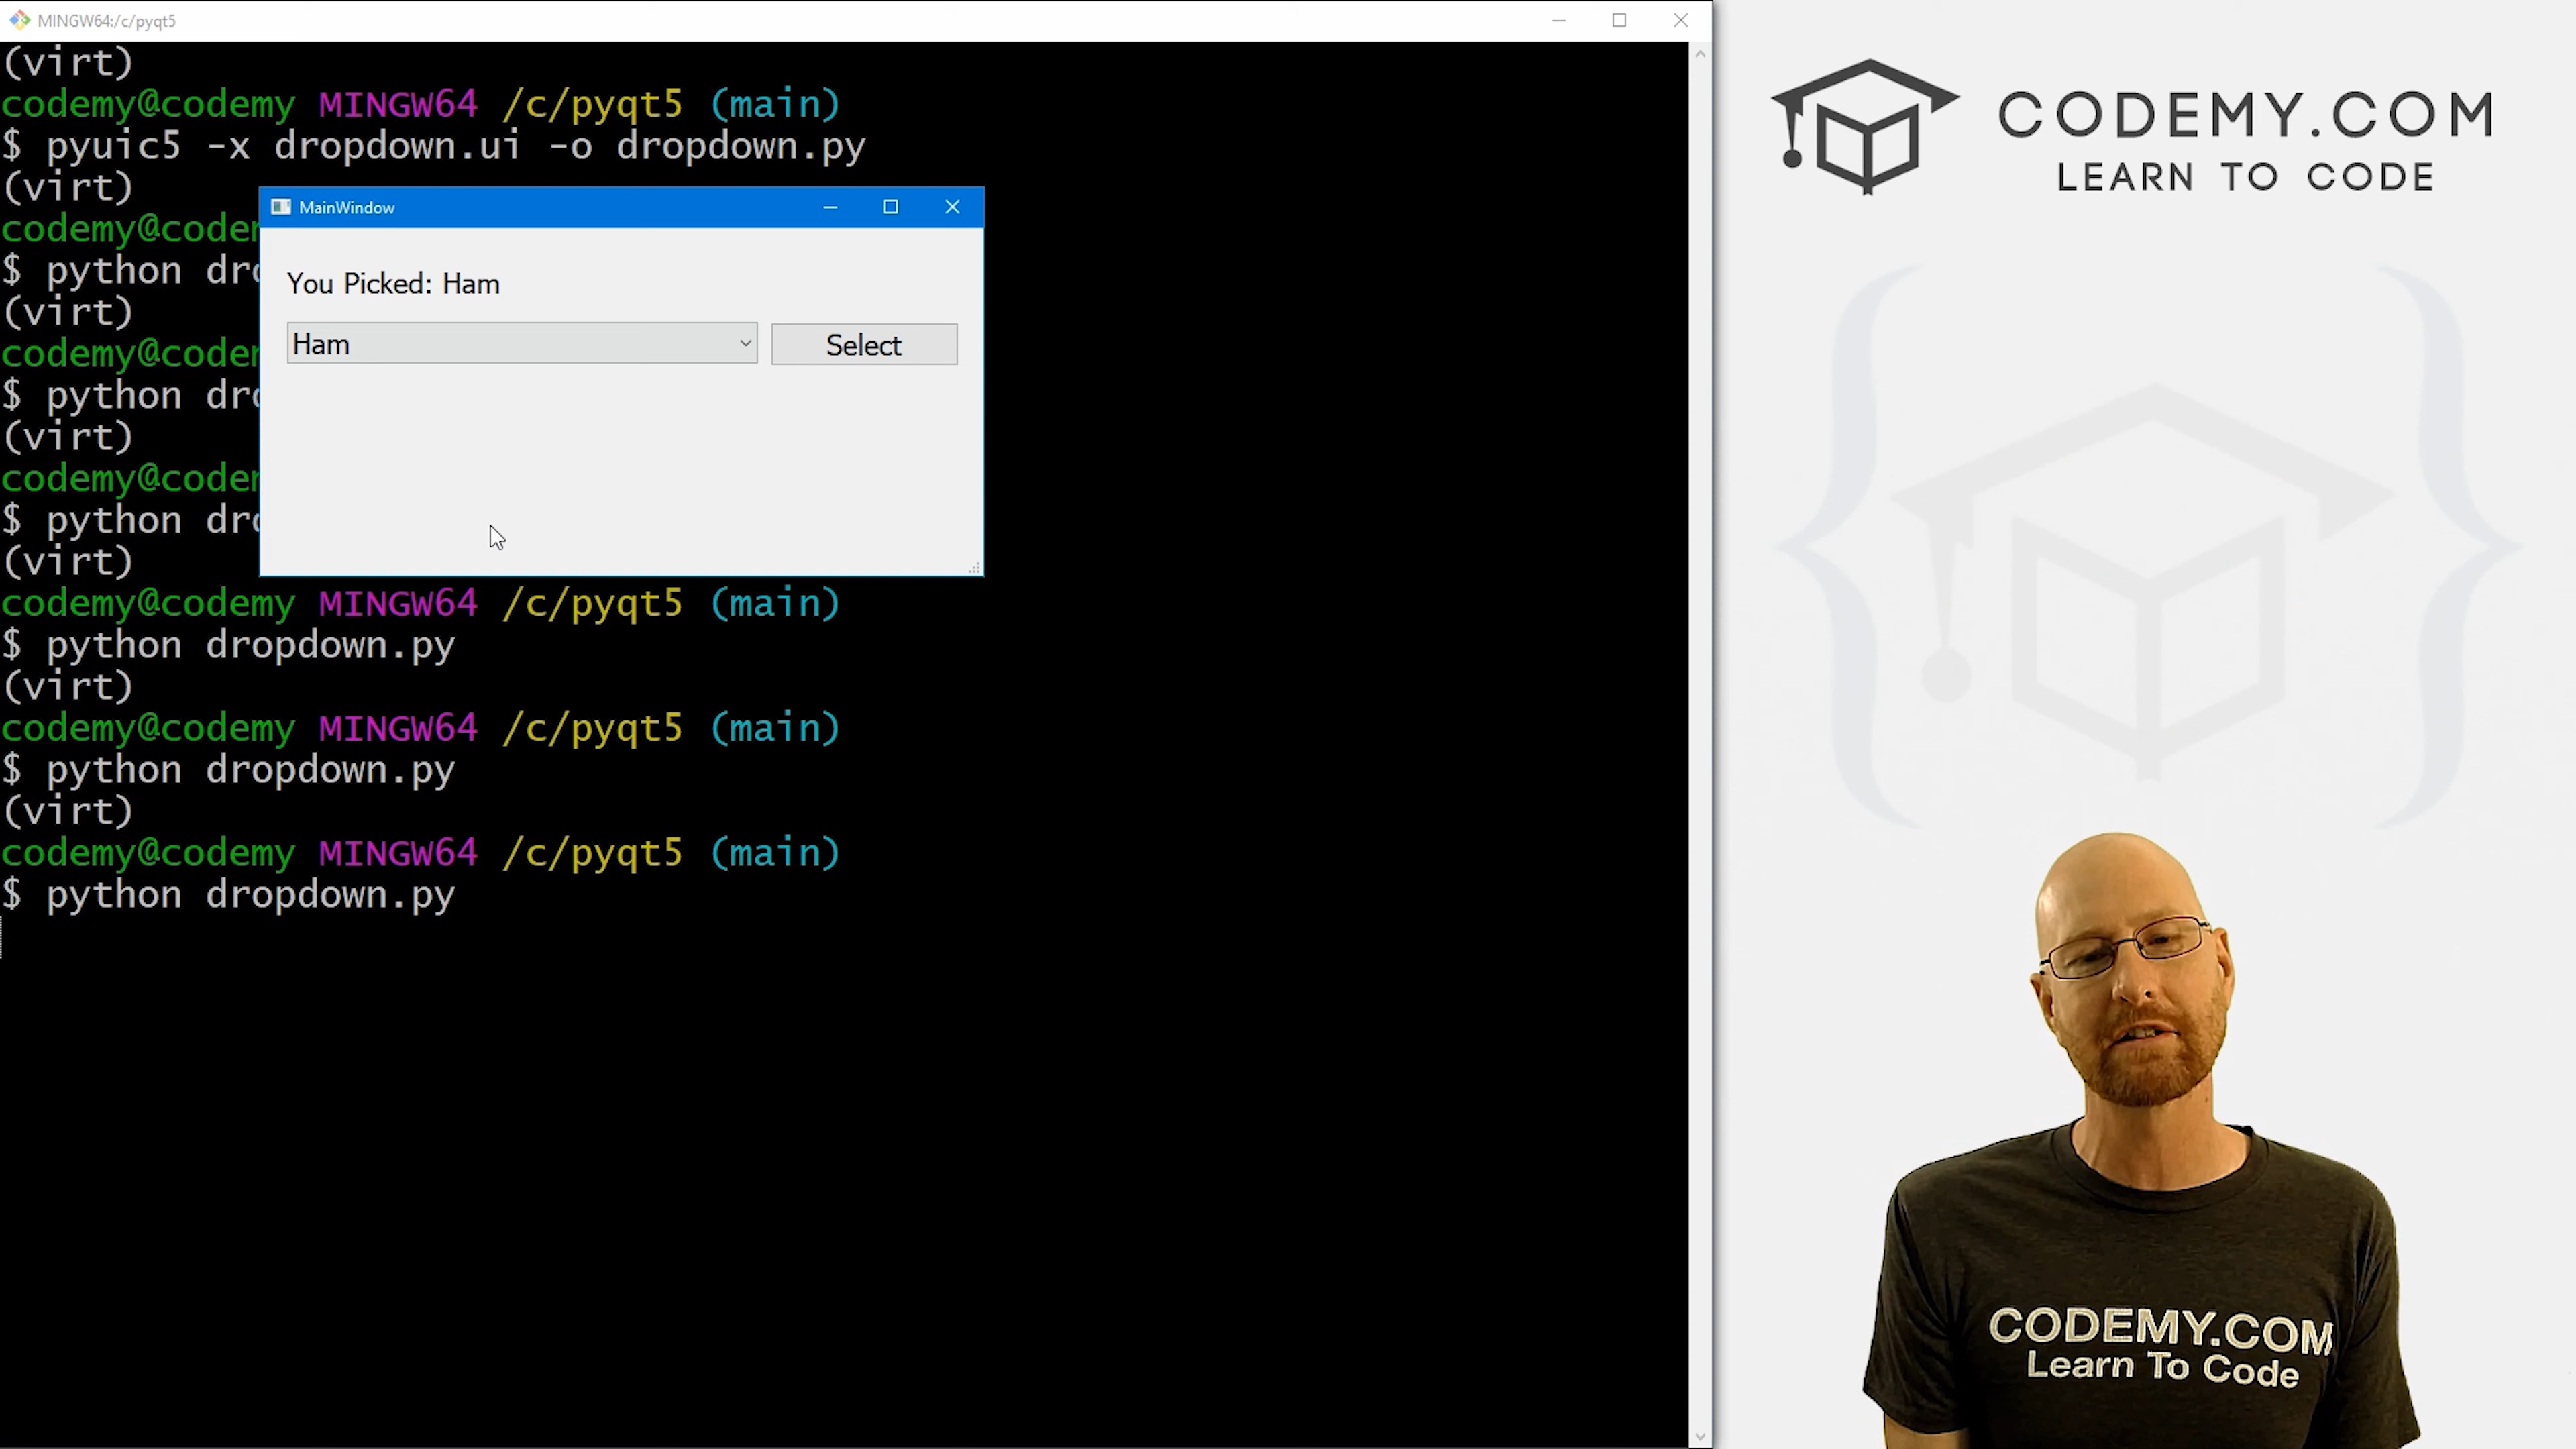 MINGW64:/c/pyqt5
(virt)
codemy@codemy MINGW64 /c/pyqt5 (main)
$ pyuic5 -x dropdown.ui -o dropdown.py
(virt)
codemy@codem
$ python dro
(virt)
codemy@codem
$ python dro
(virt)
codemy@codem
$ python dro
(virt)
codemy@codemy MINGW64 /c/pyqt5 (main)
$ python dropdown.py
(virt)
codemy@codemy MINGW64 /c/pyqt5 (main)
$ python dropdown.py
(virt)
codemy@codemy MINGW64 /c/pyqt5 (main)
$ python dropdown.py
MainWindow
You Picked: Ham
Ham
Select
CODEMY.COM
LEARN TO CODE
CODEMY.COM
Learn To Code